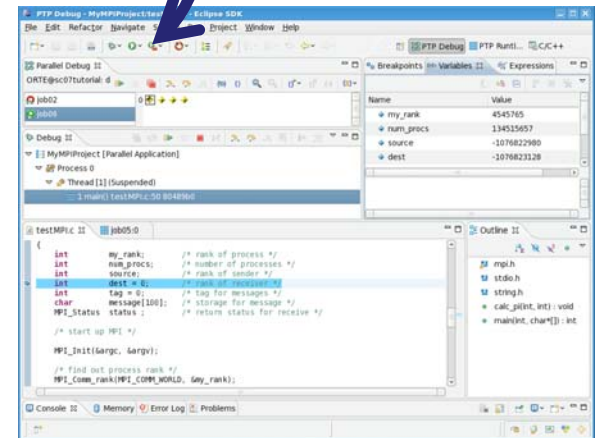 PTP Debug - MyMPIProject/test - Eclipse SDK
File Edit Refactor Navigate Project Window Help
PTP Debug PTP Runti... C/C++
Parallel Debug
ORTE@sc07tutorial: d
job02
0
Debug
MyMPIProject [Parallel Application]
Process 0
Thread [1] (Suspended)
1 main() testMPI.c:50
Breakpoints Variables Expressions
Name Value
my_rank 4545765
num_procs 134515657
source -1076822980
dest -1076823128
testMPI.c job05:0
{
int my_rank; /* rank of process */
int num_procs; /* number of processes */
int source; /* rank of sender */
int dest = 0; /* rank of receiver */
int tag = 0; /* tag for messages */
char message[100]; /* storage for message */
MPI_Status status ; /* return status for receive */
/* start up MPI */
MPI_Init(&argc, &argv);
/* find out process rank */
MPI_Comm_rank(MPI_COMM_WORLD, &my_rank);
Outline
mpi.h
stdio.h
string.h
calc_pi(int, int) : void
main(int, char*[]) : int
Console Memory Error Log Problems